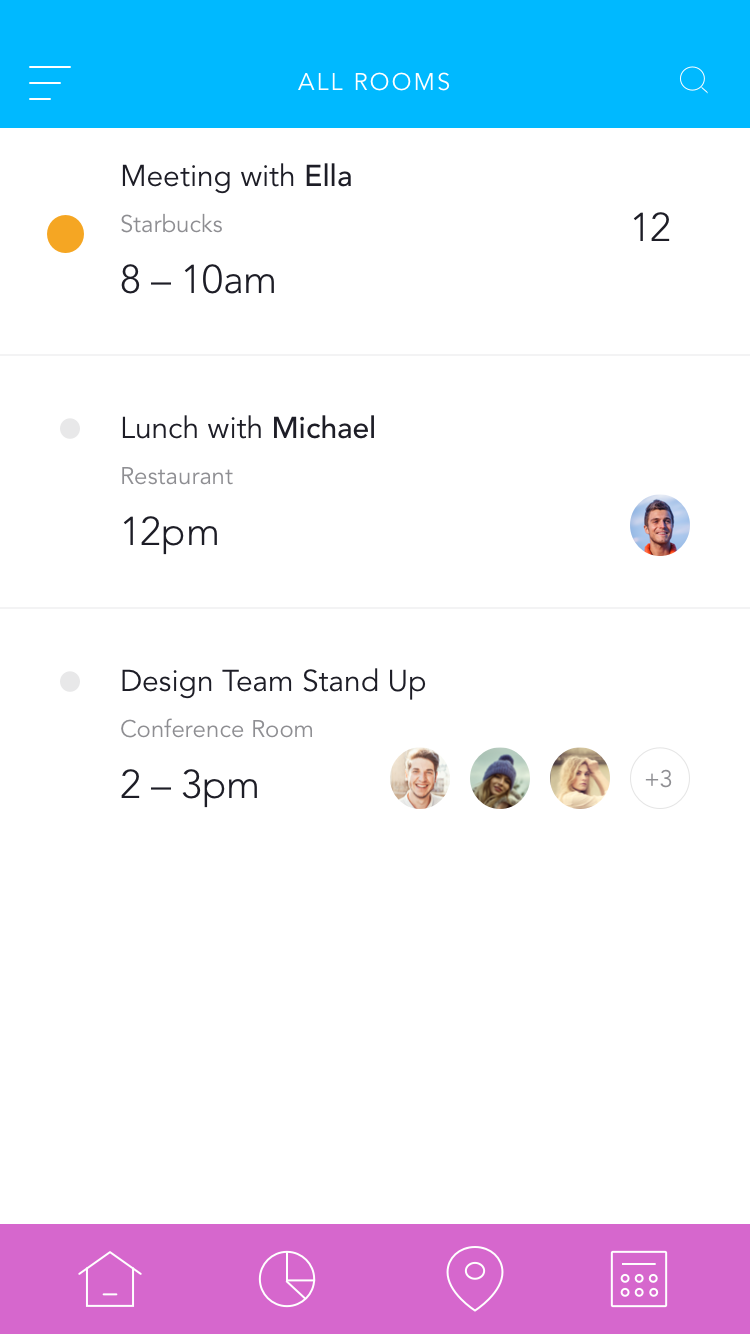 ALL ROOMS
Meeting with Ella
Starbucks
12
8 – 10am
Lunch with Michael
Restaurant
12pm
Design Team Stand Up
Conference Room
2 – 3pm
+3